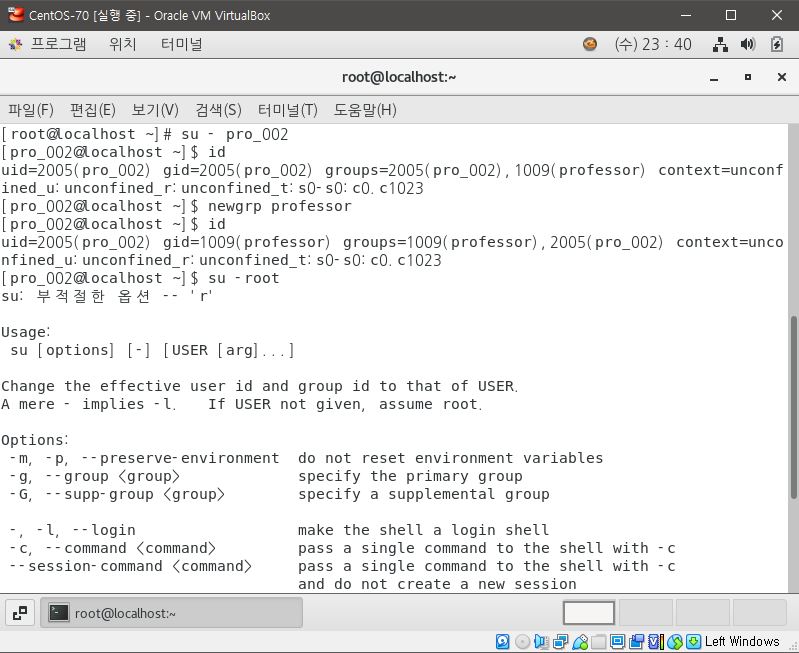 CentOS-70 [실행 중] - Oracle VM VirtualBox
프로그램 위치 터미널 (수) 23 : 40
root@localhost:~
파일(F) 편집(E) 보기(V) 검색(S) 터미널(T) 도움말(H)
[root@localhost ~]# su - pro_002
[pro_002@localhost ~]$ id
uid=2005(pro_002) gid=2005(pro_002) groups=2005(pro_002),1009(professor) context=unconf
ined_u:unconfined_r:unconfined_t:s0-s0:c0.c1023
[pro_002@localhost ~]$ newgrp professor
[pro_002@localhost ~]$ id
uid=2005(pro_002) gid=1009(professor) groups=1009(professor),2005(pro_002) context=unco
nfined_u:unconfined_r:unconfined_t:s0-s0:c0.c1023
[pro_002@localhost ~]$ su -root
su: 부적절한 옵션 -- 'r'
Usage:
su [options] [-] [USER [arg]...]
Change the effective user id and group id to that of USER.
A mere - implies -l.   If USER not given, assume root.
Options:
-m, -p, --preserve-environment  do not reset environment variables
-g, --group <group>             specify the primary group
-G, --supp-group <group>        specify a supplemental group
-, -l, --login                  make the shell a login shell
-c, --command <command>         pass a single command to the shell with -c
--session-command <command>     pass a single command to the shell with -c
and do not create a new session
root@localhost:~
Left Windows